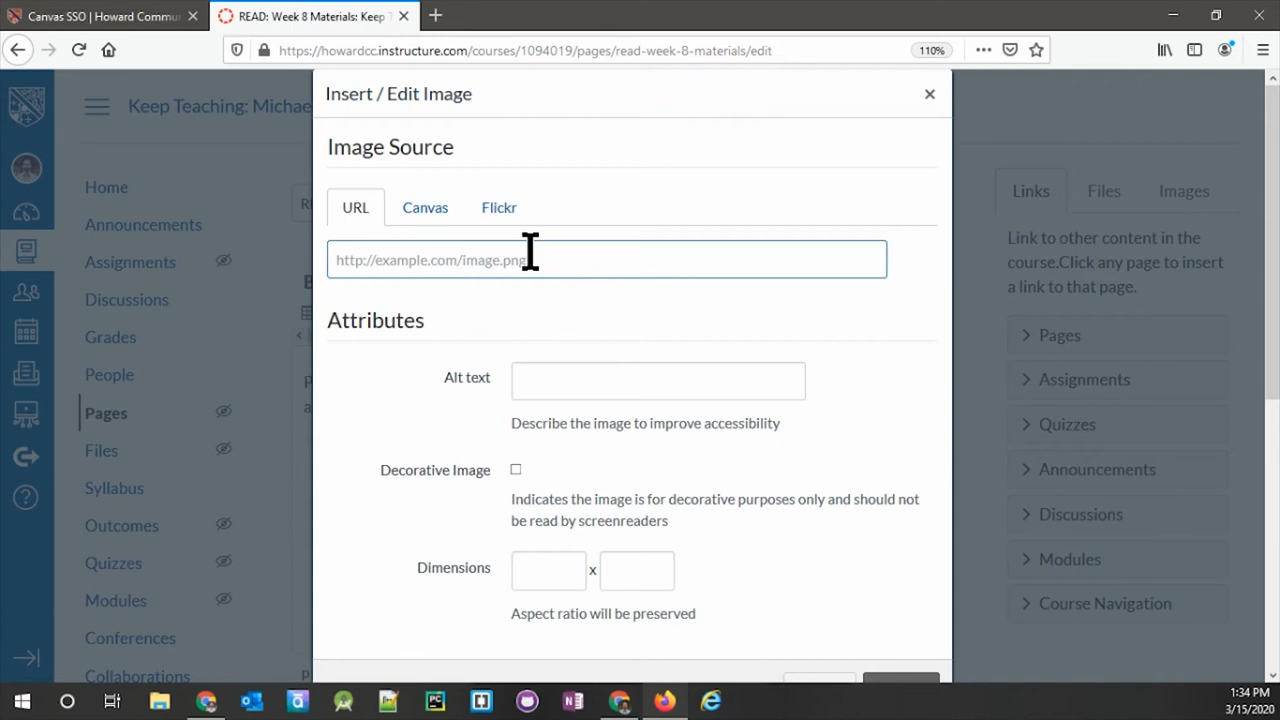 Canvas SSO | Howard Commu
READ: Week 8 Materials: Keep T
https://howardcc.instructure.com/courses/1094019/pages/read-week-8-materials/edit
110%
Insert / Edit Image
Keep Teaching: Michae
Image Source
Home
Announcements
Assignments
Discussions
Grades
People
Pages
Files
Syllabus
Outcomes
Quizzes
Modules
Conferences
Collaborations
URL
Canvas
Flickr
http://example.com/image.png
Attributes
Alt text
Describe the image to improve accessibility
Decorative Image
Indicates the image is for decorative purposes only and should not
be read by screenreaders
Dimensions
x
Aspect ratio will be preserved
Links
Files
Images
Link to other content in the
course.Click any page to insert
a link to that page.
Pages
Assignments
Quizzes
Announcements
Discussions
Modules
Course Navigation
1:34 PM
3/15/2020